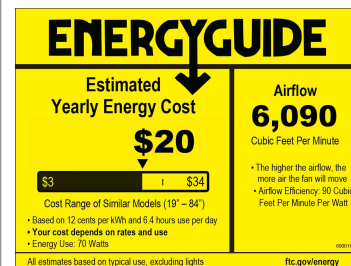 ENERGYGUIDE
Estimated
Yearly Energy Cost
$20
$3
$34
Cost Range of Similar Models (19" – 84")
• Based on 12 cents per kWh and 6.4 hours use per day
• Your cost depends on rates and use
• Energy Use: 70 Watts
All estimates based on typical use, excluding lights
Airflow
6,090
Cubic Feet Per Minute
• The higher the airflow, the
more air the fan will move
• Airflow Efficiency: 90 Cubic
Feet Per Minute Per Watt
ftc.gov/energy